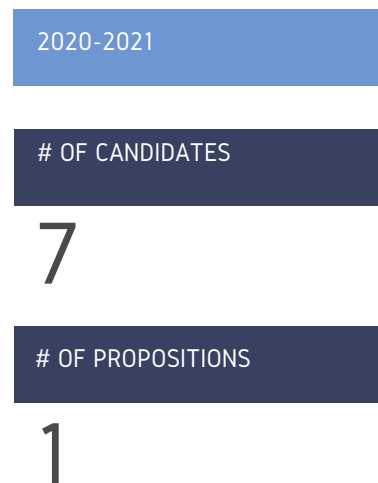 2020-2021
# OF CANDIDATES
7
# OF PROPOSITIONS
1